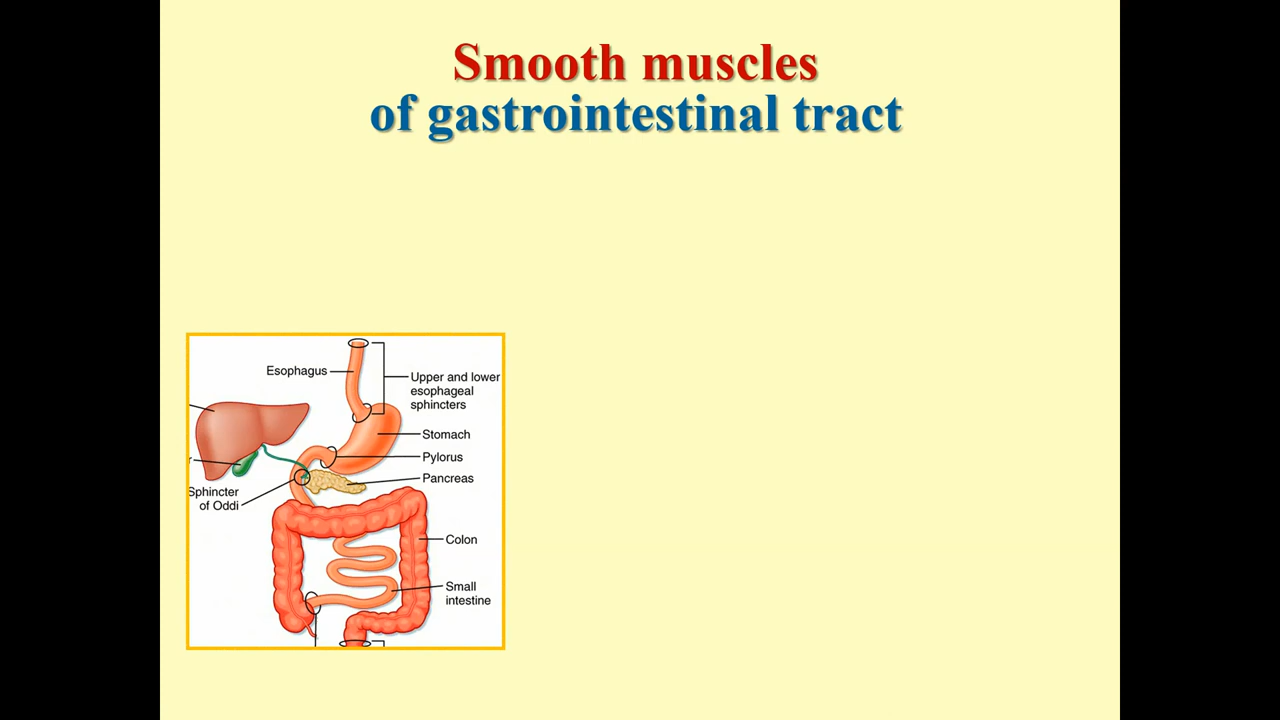 Smooth muscles
of gastrointestinal tract
Esophagus
Upper and lower
esophageal
sphincters
Stomach
Pylorus
Pancreas
Sphincter
of Oddi
Colon
Small
intestine